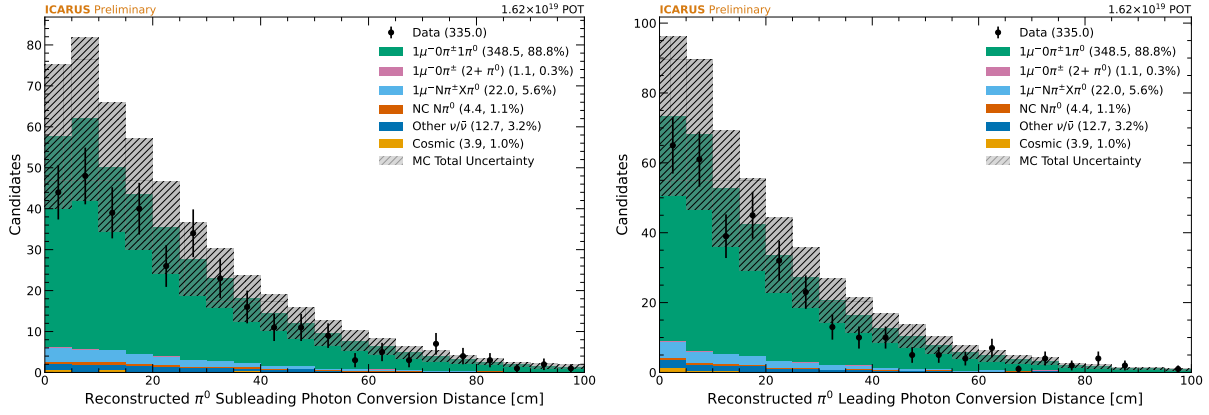 ICARUS Preliminary
1.62×10¹⁹ POT
Data (335.0)
1μ⁻0π±1π⁰ (348.5, 88.8%)
1μ⁻0π± (2+ π⁰) (1.1, 0.3%)
1μ⁻Nπ±Xπ⁰ (22.0, 5.6%)
NC Nπ⁰ (4.4, 1.1%)
Other ν/ν̄ (12.7, 3.2%)
Cosmic (3.9, 1.0%)
MC Total Uncertainty
Candidates
80
70
60
50
40
30
20
10
0
0 20 40 60 80 100
Reconstructed π⁰ Subleading Photon Conversion Distance [cm]
ICARUS Preliminary
1.62×10¹⁹ POT
Data (335.0)
1μ⁻0π±1π⁰ (348.5, 88.8%)
1μ⁻0π± (2+ π⁰) (1.1, 0.3%)
1μ⁻Nπ±Xπ⁰ (22.0, 5.6%)
NC Nπ⁰ (4.4, 1.1%)
Other ν/ν̄ (12.7, 3.2%)
Cosmic (3.9, 1.0%)
MC Total Uncertainty
Candidates
100
80
60
40
20
0
0 20 40 60 80 100
Reconstructed π⁰ Leading Photon Conversion Distance [cm]